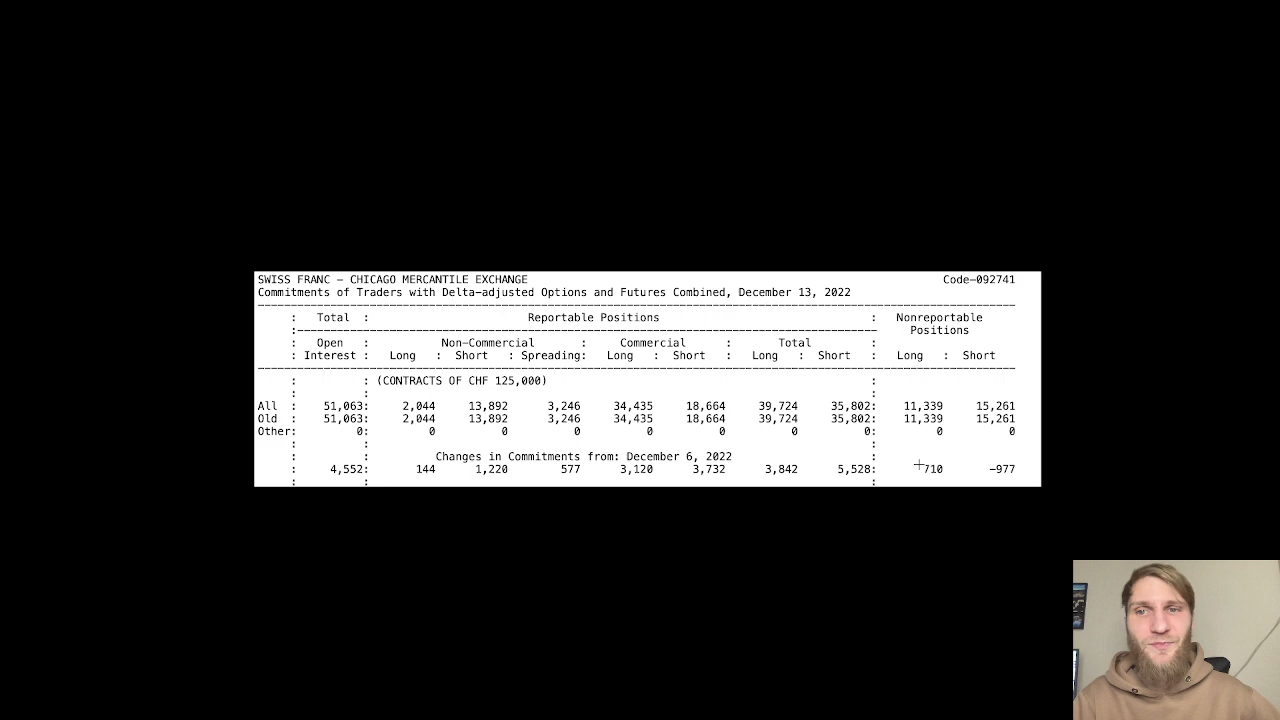 SWISS FRANC - CHICAGO MERCANTILE EXCHANGE Code-092741
Commitments of Traders with Delta-adjusted Options and Futures Combined, December 13, 2022
: Total : Reportable Positions : Nonreportable
: Positions
: Open : Non-Commercial : Commercial : Total :
: Interest : Long : Short : Spreading: Long : Short : Long : Short : Long : Short
: : (CONTRACTS OF CHF 125,000) :
All : 51,063: 2,044 13,892 3,246 34,435 18,664 39,724 35,802: 11,339 15,261
Old : 51,063: 2,044 13,892 3,246 34,435 18,664 39,724 35,802: 11,339 15,261
Other: 0: 0 0 0 0 0 0 0: 0 0
: : Changes in Commitments from: December 6, 2022 :
: 4,552: 144 1,220 577 3,120 3,732 3,842 5,528: 710 -977